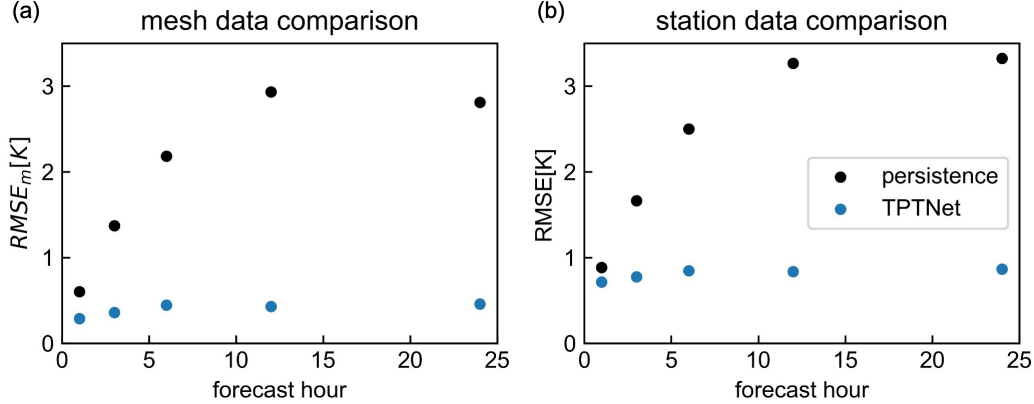 (a)
mesh data comparison
3
2
1
0
RMSE_m[K]
0 5 10 15 20 25
forecast hour
(b)
station data comparison
3
2
1
0
RMSE[K]
persistence
TPTNet
0 5 10 15 20 25
forecast hour